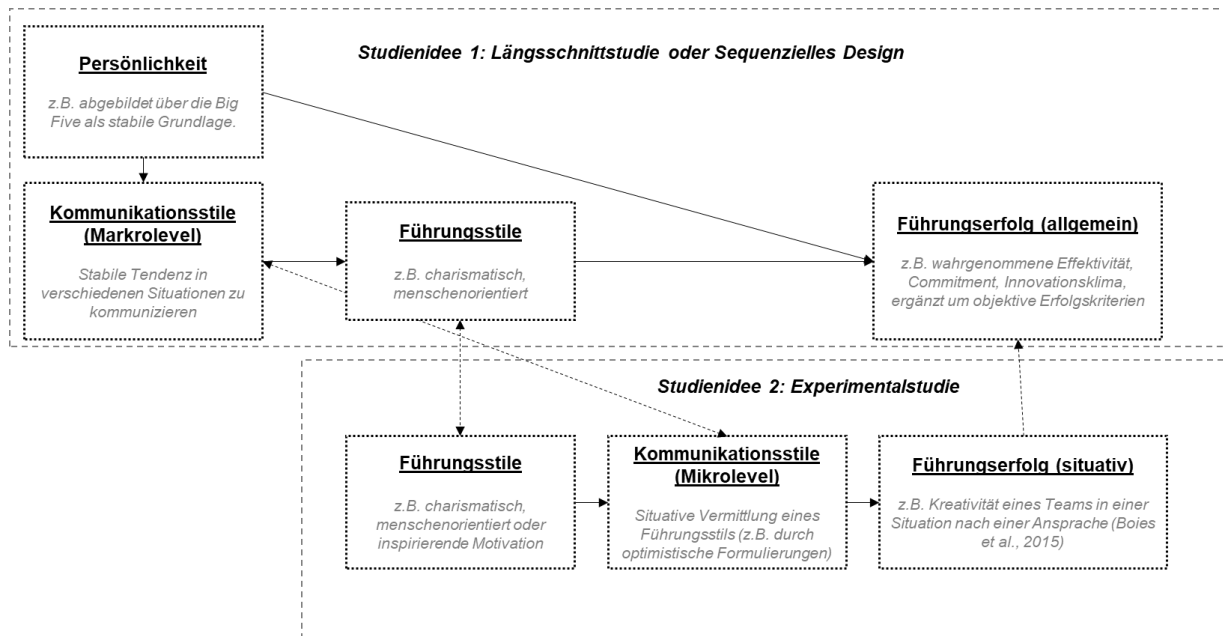 Studienidee 1: Längsschnittstudie oder Sequenzielles Design
Persönlichkeit
z.B. abgebildet über die Big
Five als stabile Grundlage.
Kommunikationsstile
(Markrolevel)
Stabile Tendenz in
verschiedenen Situationen zu
kommunizieren
Führungsstile
z.B. charismatisch,
menschenorientiert
Führungserfolg (allgemein)
z.B. wahrgenommene Effektivität,
Commitment, Innovationsklima,
ergänzt um objektive Erfolgskriterien
Studienidee 2: Experimentalstudie
Führungsstile
z.B. charismatisch,
menschenorientiert oder
inspirierende Motivation
Kommunikationsstile
(Mikrolevel)
Situative Vermittlung eines
Führungsstils (z.B. durch
optimistische Formulierungen)
Führungserfolg (situativ)
z.B. Kreativität eines Teams in einer
Situation nach einer Ansprache (Boies
et al., 2015)